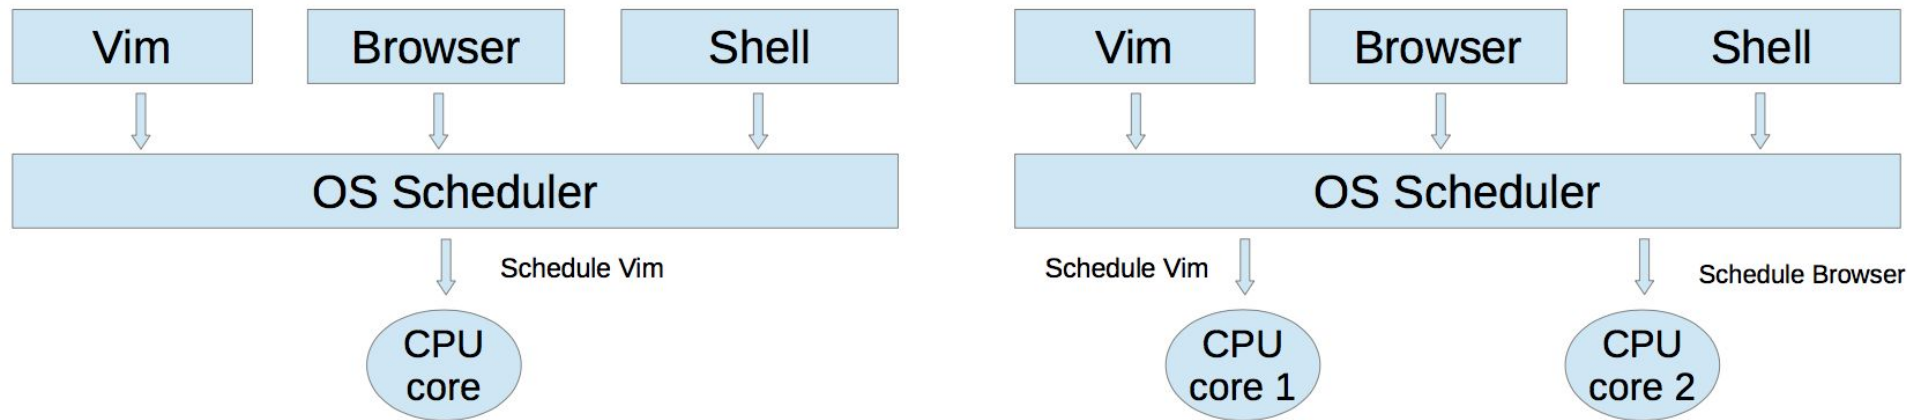 Vim
Browser
Shell
OS Scheduler
Schedule Vim
CPU
core
Vim
Browser
Shell
OS Scheduler
Schedule Vim
Schedule Browser
CPU
core 1
CPU
core 2